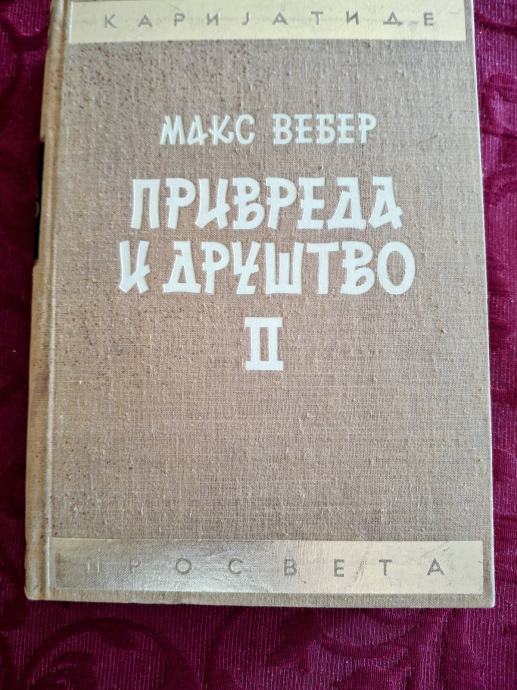 КАРИЈАТИДЕ
МАКС ВЕБЕР
ПРИВРЕДА
И ДРУШТВО
II
ПРОСВЕТА